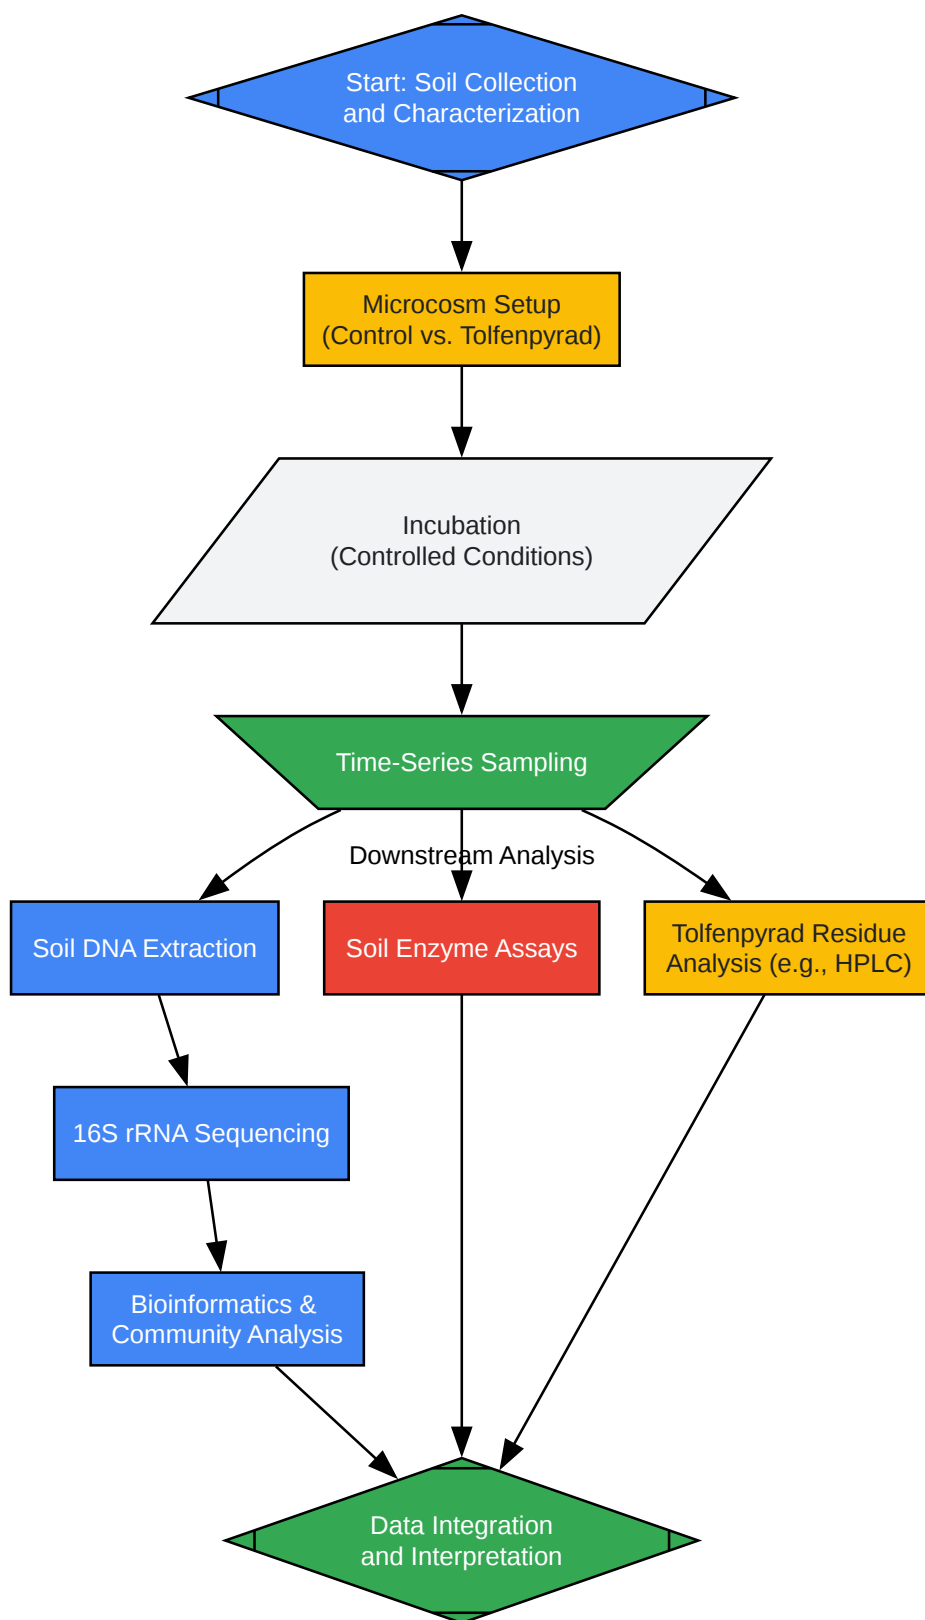 Start: Soil Collection
and Characterization
Microcosm Setup
(Control vs. Tolfenpyrad)
Incubation
(Controlled Conditions)
Time-Series Sampling
Downstream Analysis
Soil DNA Extraction
Soil Enzyme Assays
Tolfenpyrad Residue
Analysis (e.g., HPLC)
16S rRNA Sequencing
Bioinformatics &
Community Analysis
Data Integration
and Interpretation